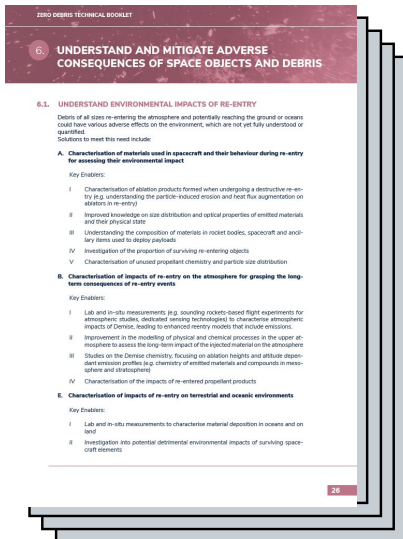 ZERO DEBRIS TECHNICAL BOOKLET
6. UNDERSTAND AND MITIGATE ADVERSE
CONSEQUENCES OF SPACE OBJECTS AND DEBRIS
6.1. UNDERSTAND ENVIRONMENTAL IMPACTS OF RE-ENTRY
Debris of all sizes re-entering the atmosphere and potentially reaching the ground or oceans
could have various adverse effects on the environment, which are not yet fully understood or
quantified.
Solutions to meet this need include:
A. Characterisation of materials used in spacecraft and their behaviour during re-entry
for assessing their environmental impact
Key Enablers:
I Characterisation of ablation products formed when undergoing a destructive re-en-
try (e.g. understanding the particle-induced erosion and heat flux augmentation on
ablators in re-entry)
II Improved knowledge on size distribution and optical properties of emitted materials
and their physical state
III Understanding the composition of materials in rocket bodies, spacecraft and ancil-
lary items used to deploy payloads
IV Investigation of the proportion of surviving re-entering objects
V Characterisation of unused propellant chemistry and particle size distribution
B. Characterisation of impacts of re-entry on the atmosphere for grasping the long-
term consequences of re-entry events
Key Enablers:
I Lab and in-situ measurements (e.g. sounding rockets-based flight experiments for
atmospheric studies, dedicated sensing technologies) to characterise atmospheric
impacts of Demise, leading to enhanced reentry models that include emissions.
II Improvement in the modelling of physical and chemical processes in the upper at-
mosphere to assess the long-term impact of the injected material on the atmosphere
III Studies on the Demise chemistry, focusing on ablation heights and altitude depen-
dant emission profiles (e.g. chemistry of emitted materials and compounds in meso-
sphere and stratosphere)
IV Characterisation of the impacts of re-entered propellant products
E. Characterisation of impacts of re-entry on terrestrial and oceanic environments
Key Enablers:
I Lab and in-situ measurements to characterise material deposition in oceans and on
land
II Investigation into potential detrimental environmental impacts of surviving space-
craft elements
26